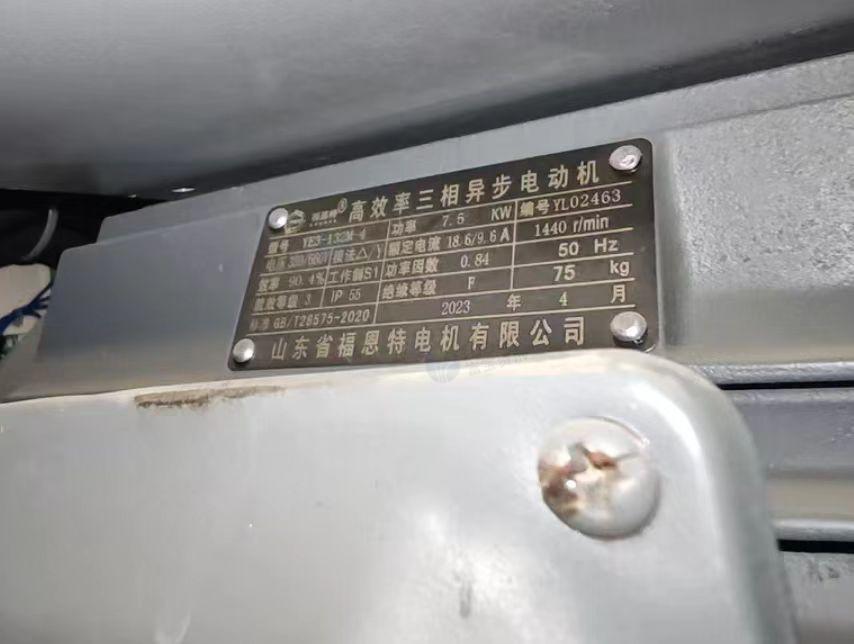 ® 高效率三相异步电动机
型号 YE3-132M-4 功率 7.5 KW 编号 YL02463
电压 380/660V 接法△/Y 额定电流 18.6/9.6 A 1440 r/min
效率 90.4% 工作制S1 功率因数 0.84 50 Hz
能效等级 3 IP 55 绝缘等级 F 75 kg
标准 GB/T28575-2020 2023 年 4 月
山东省福恩特电机有限公司